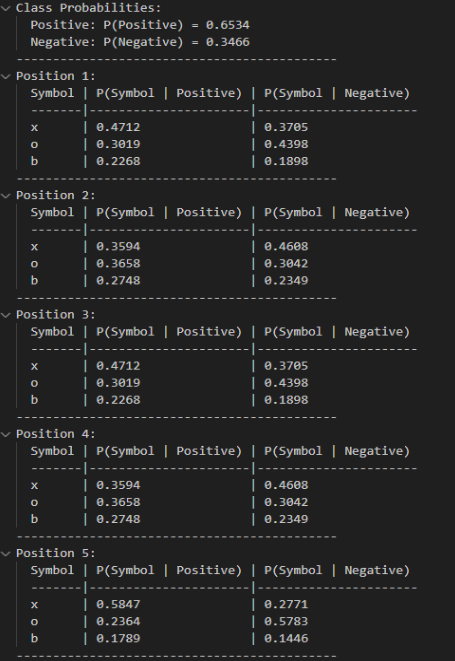 Class Probabilities:
Positive: P(Positive) = 0.6534
Negative: P(Negative) = 0.3466
------------------------------------------
Position 1:
Symbol | P(Symbol | Positive) | P(Symbol | Negative)
-------|----------------------|---------------------
x | 0.4712 | 0.3705
o | 0.3019 | 0.4398
b | 0.2268 | 0.1898
------------------------------------------
Position 2:
Symbol | P(Symbol | Positive) | P(Symbol | Negative)
-------|----------------------|---------------------
x | 0.3594 | 0.4608
o | 0.3658 | 0.3042
b | 0.2748 | 0.2349
------------------------------------------
Position 3:
Symbol | P(Symbol | Positive) | P(Symbol | Negative)
-------|----------------------|---------------------
x | 0.4712 | 0.3705
o | 0.3019 | 0.4398
b | 0.2268 | 0.1898
------------------------------------------
Position 4:
Symbol | P(Symbol | Positive) | P(Symbol | Negative)
-------|----------------------|---------------------
x | 0.3594 | 0.4608
o | 0.3658 | 0.3042
b | 0.2748 | 0.2349
------------------------------------------
Position 5:
Symbol | P(Symbol | Positive) | P(Symbol | Negative)
-------|----------------------|---------------------
x | 0.5847 | 0.2771
o | 0.2364 | 0.5783
b | 0.1789 | 0.1446
------------------------------------------